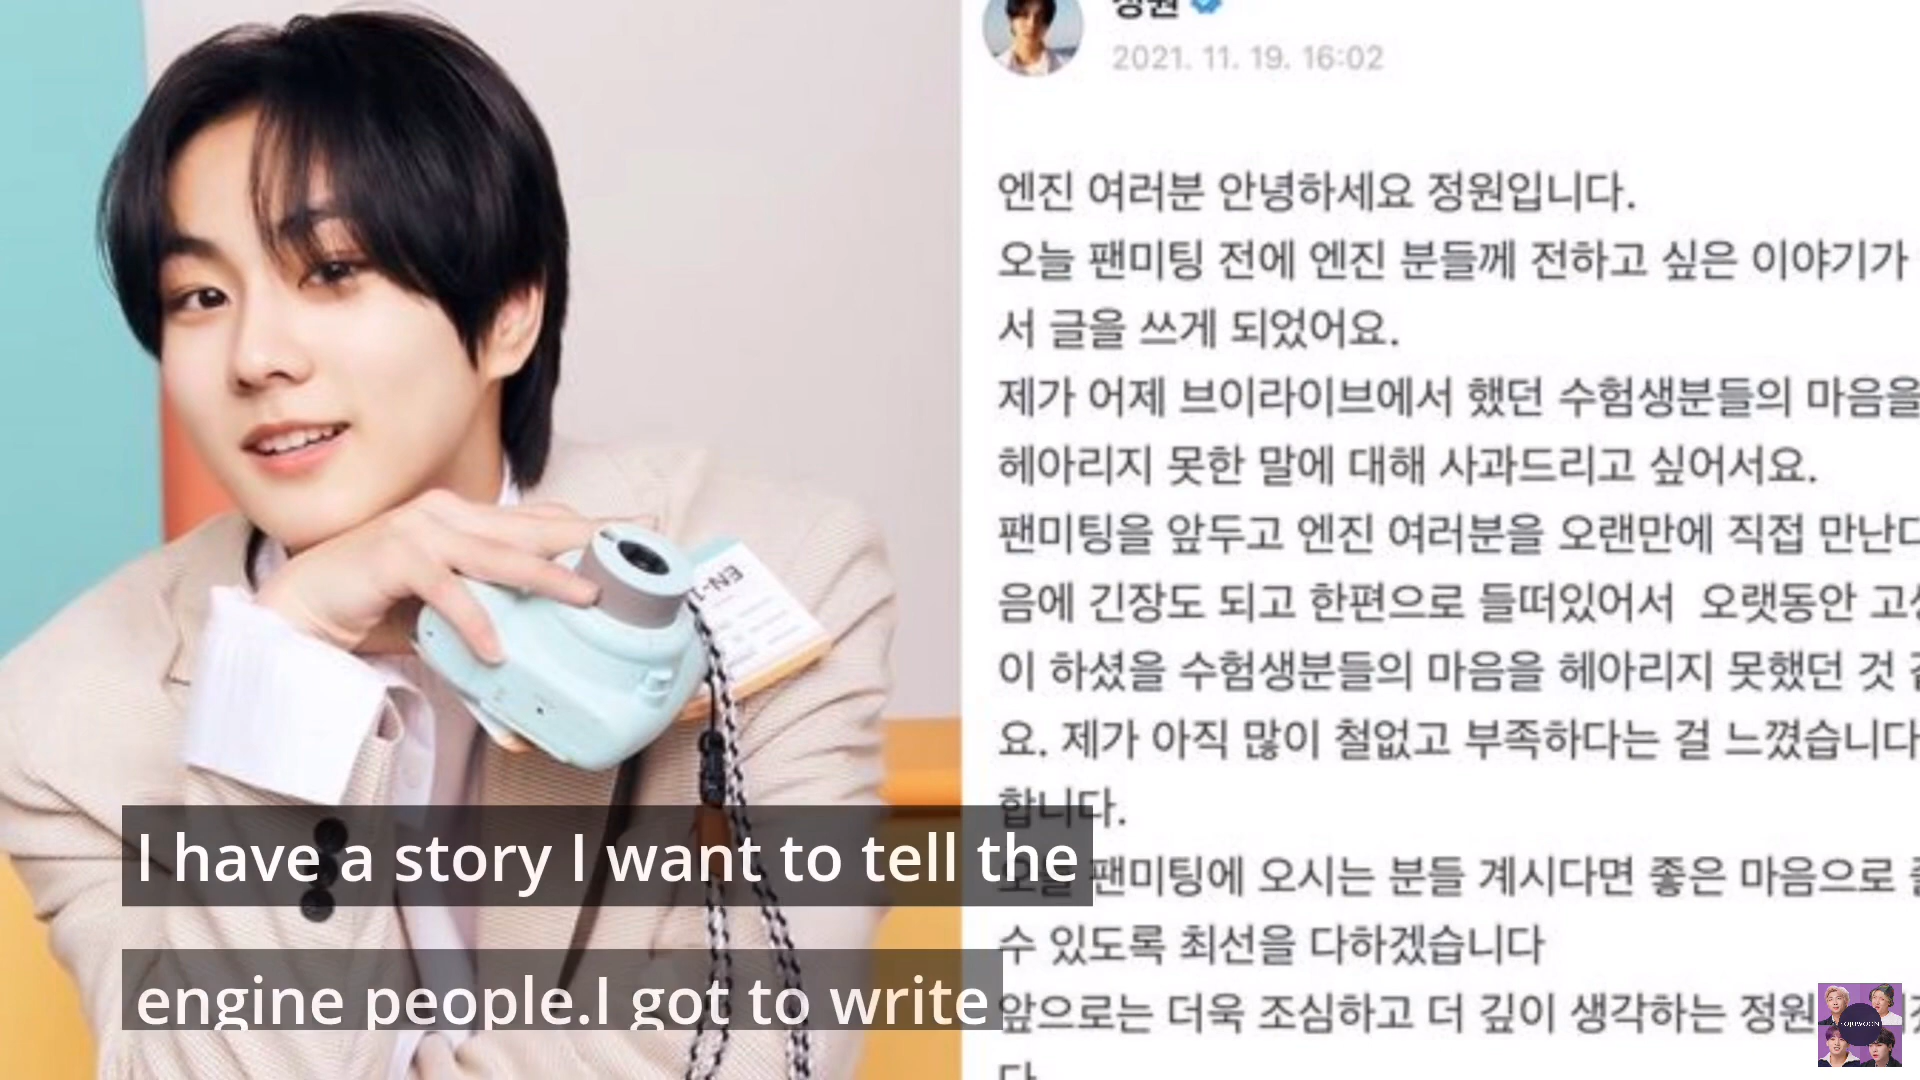 정원
2021. 11. 19. 16:02
엔진 여러분 안녕하세요 정원입니다.
오늘 팬미팅 전에 엔진 분들께 전하고 싶은 이야기가
서 글을 쓰게 되었어요.
제가 어제 브이라이브에서 했던 수험생분들의 마음을
헤아리지 못한 말에 대해 사과드리고 싶어서요.
팬미팅을 앞두고 엔진 여러분을 오랜만에 직접 만난다
음에 긴장도 되고 한편으로 들떠있어서 오랫동안
이 하셨을 수험생분들의 마음을 헤아리지 못했던 것
요. 제가 아직 많이 철없고 부족하다는 걸 느꼈습니다
합니다.
오늘 팬미팅에 오시는 분들 계시다면 좋은 마음으로
수 있도록 최선을 다하겠습니다
앞으로는 더욱 조심하고 더 깊이 생각하는 정원
다
EN-
I have a story I want to tell the
engine people.I got to write